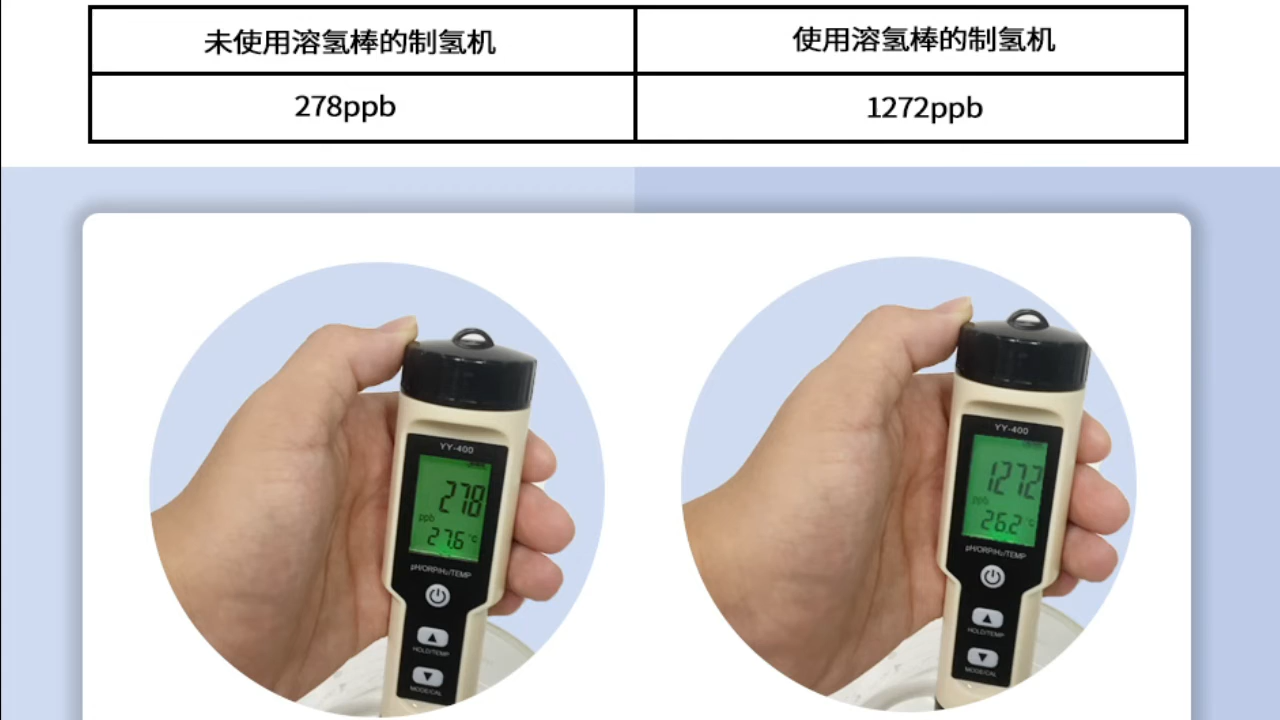 未使用溶氢棒的制氢机 使用溶氢棒的制氢机
278ppb 1272ppb
YY-400
278
ppb
27.6 °C
pH/ORP/H₂/TEMP
HOLD/TEMP
MODE/CAL
YY-400
1272
ppb
26.2 °C
pH/ORP/H₂/TEMP
HOLD/TEMP
MODE/CAL